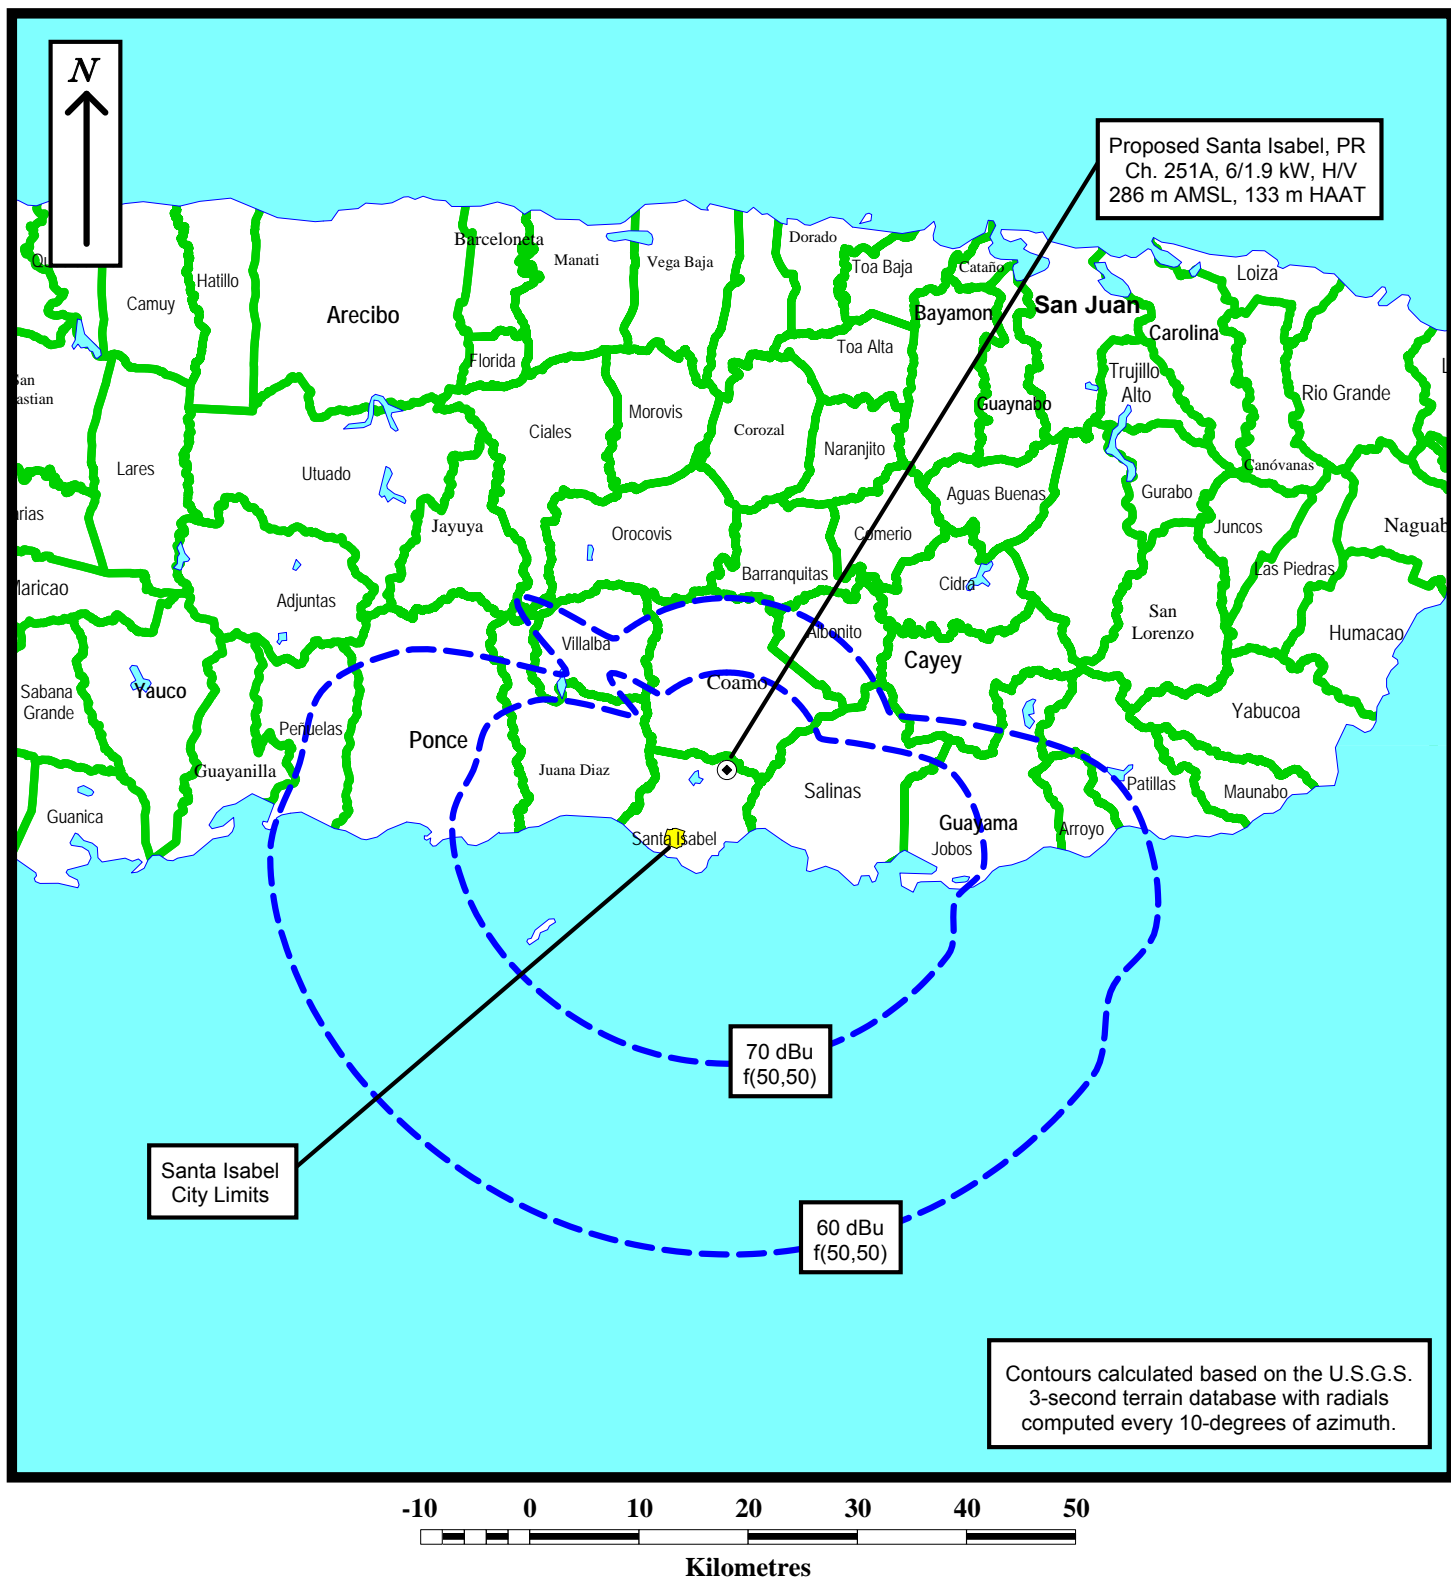 N
Proposed Santa Isabel, PR
Ch. 251A, 6/1.9 kW, H/V
286 m AMSL, 133 m HAAT
Barceloneta
Manati
Vega Baja
Dorado
Toa Baja
Cataño
Loiza
Qu
Camuy
Hatillo
Arecibo
Bayamon
San Juan
Carolina
Florida
Toa Alta
Trujillo
Alto
Rio Grande
L
San
astian
Morovis
Guaynabo
Ciales
Corozal
Naranjito
Canóvanas
Lares
Utuado
Aguas Buenas
Gurabo
Juncos
Naguab
rias
Jayuya
Orocovis
Comerio
Barranquitas
Cidra
Las Piedras
Maricao
Adjuntas
San
Lorenzo
Humacao
Villalba
Aibonito
Cayey
Sabana
Grande
Yauco
Coamo
Yabucoa
Peñuelas
Ponce
Guayanilla
Juana Diaz
Salinas
Patillas
Maunabo
Guanica
Santa Isabel
Guayama
Jobos
Arroyo
70 dBu
f(50,50)
Santa Isabel
City Limits
60 dBu
f(50,50)
Contours calculated based on the U.S.G.S.
3-second terrain database with radials
computed every 10-degrees of azimuth.
-10 0 10 20 30 40 50
Kilometres